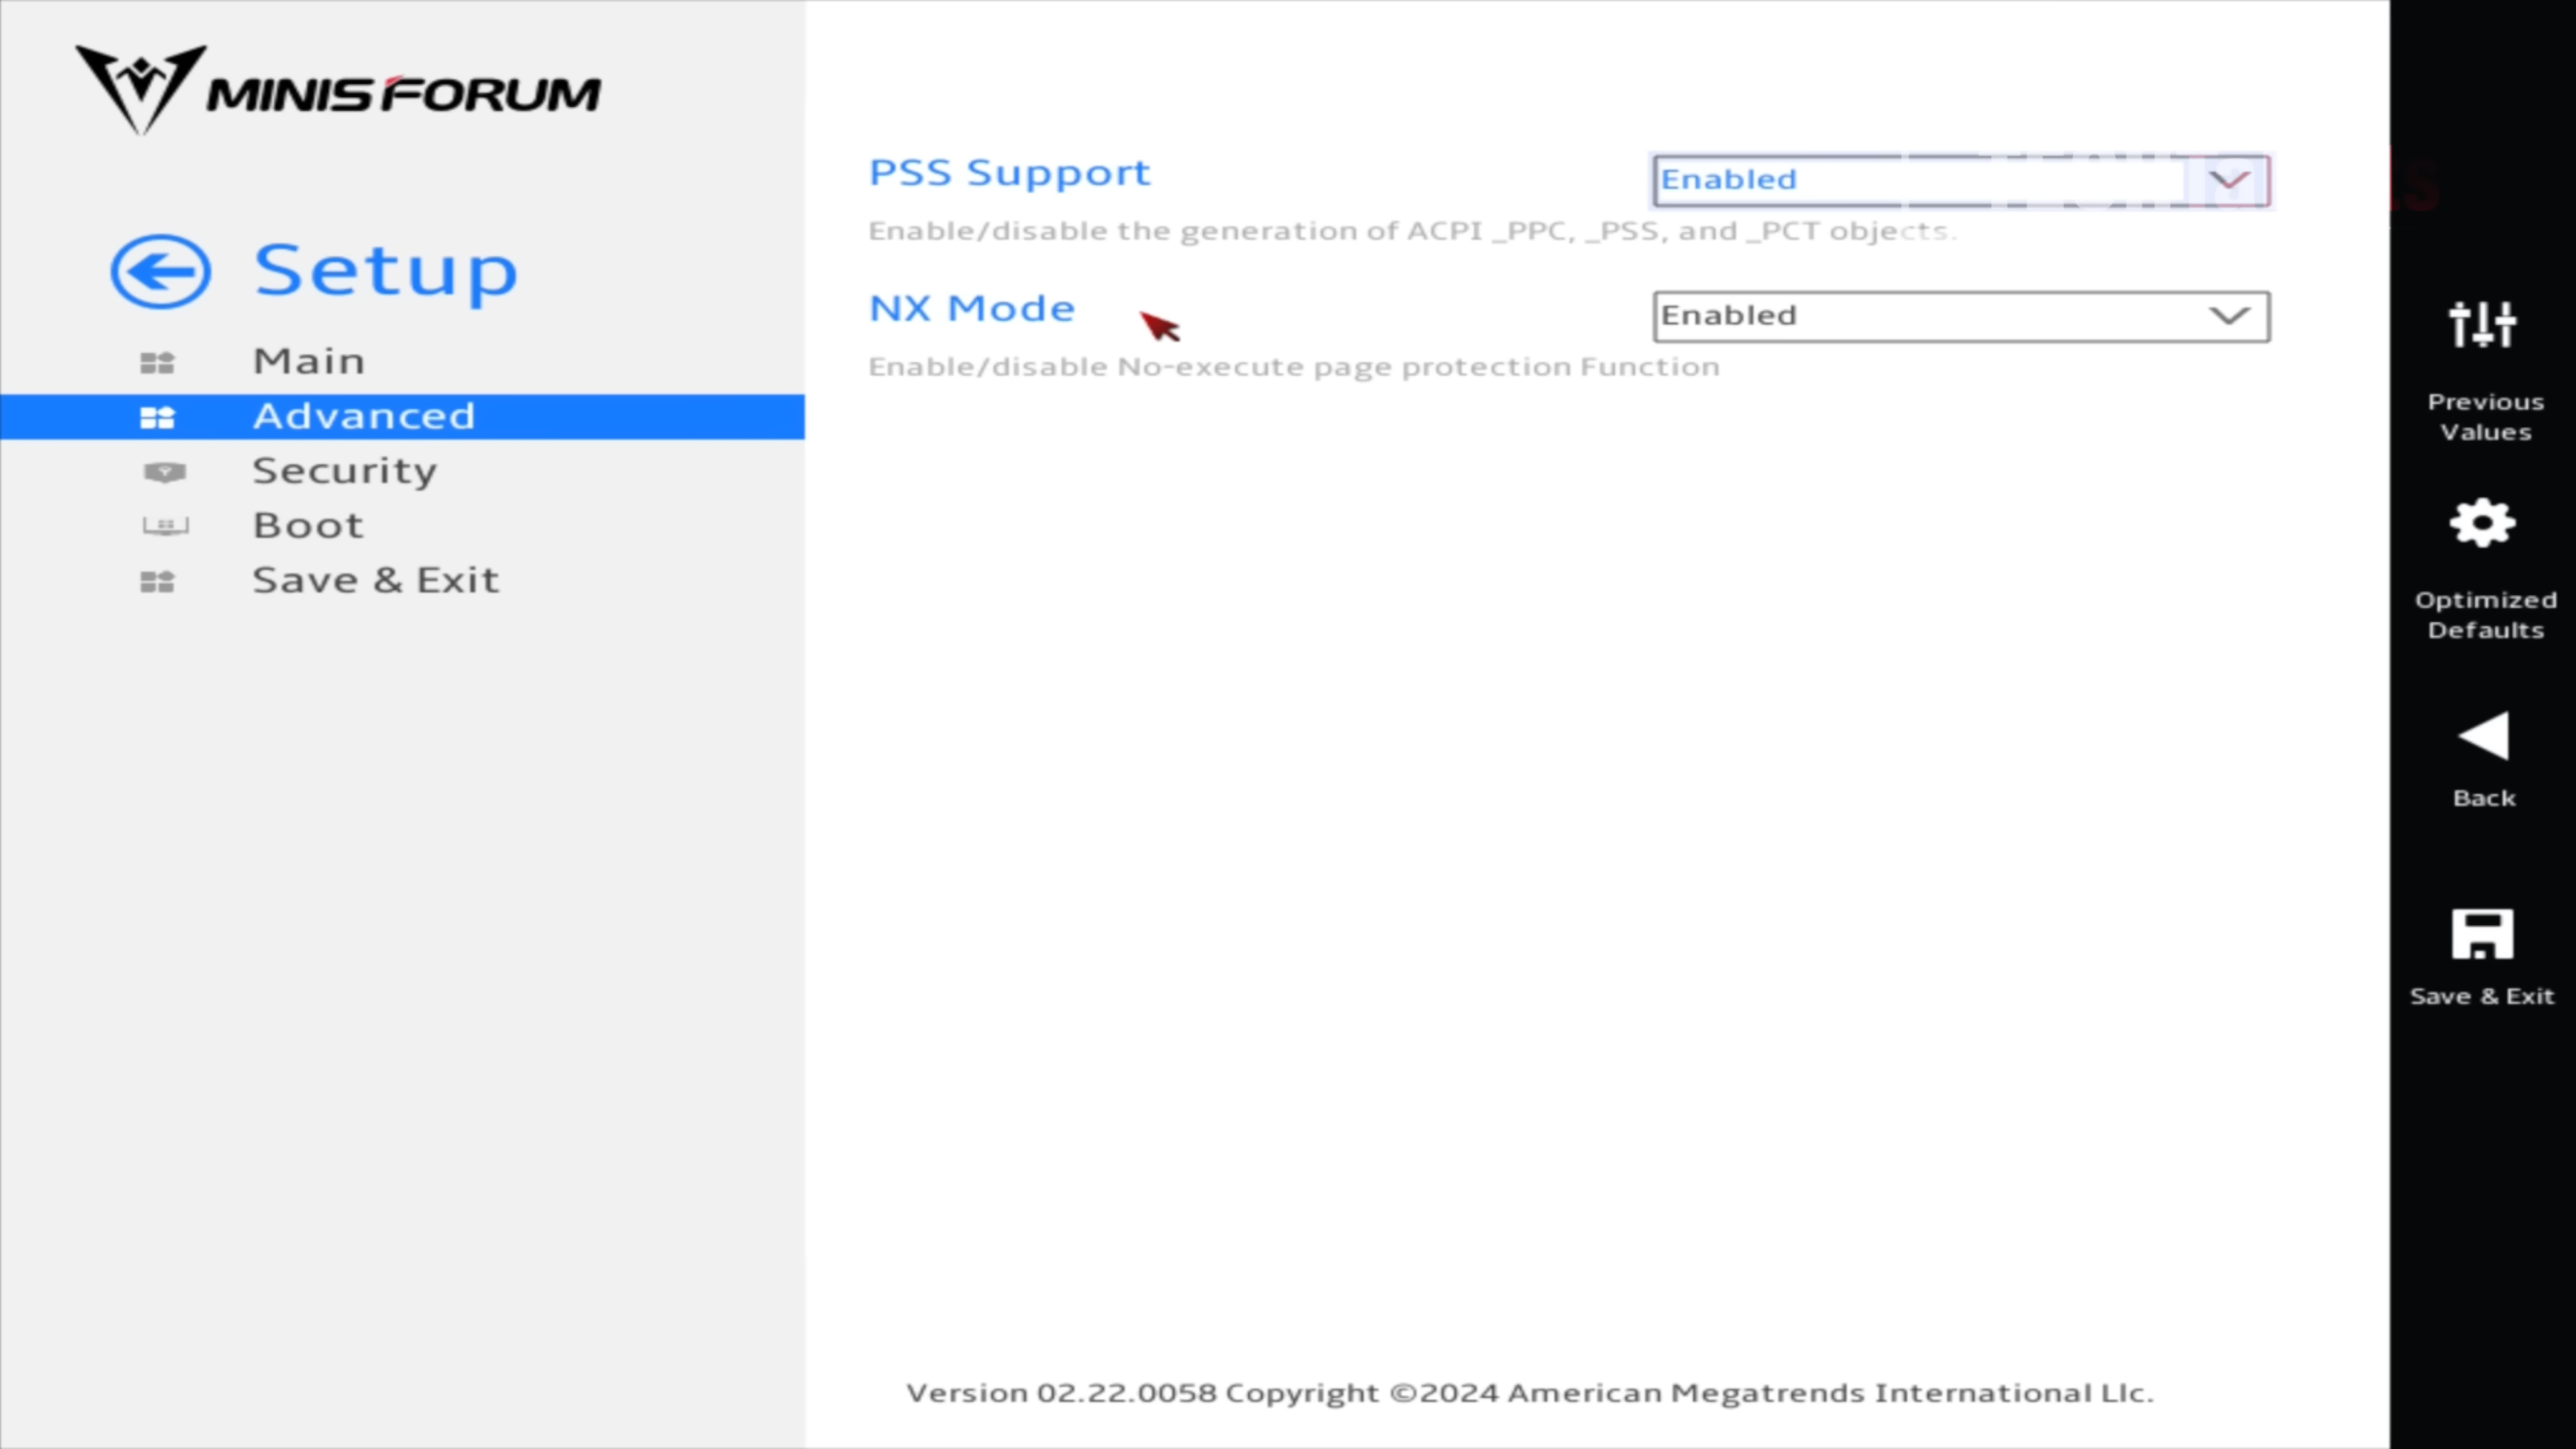 MINISFORUM
Setup
Main
Advanced
Security
Boot
Save & Exit
PSS Support
Enabled
Enable/disable the generation of ACPI _PPC, _PSS, and _PCT objects.
NX Mode
Enabled
Enable/disable No-execute page protection Function
Previous
Values
Optimized
Defaults
Back
Save & Exit
Version 02.22.0058 Copyright ©2024 American Megatrends International Llc.